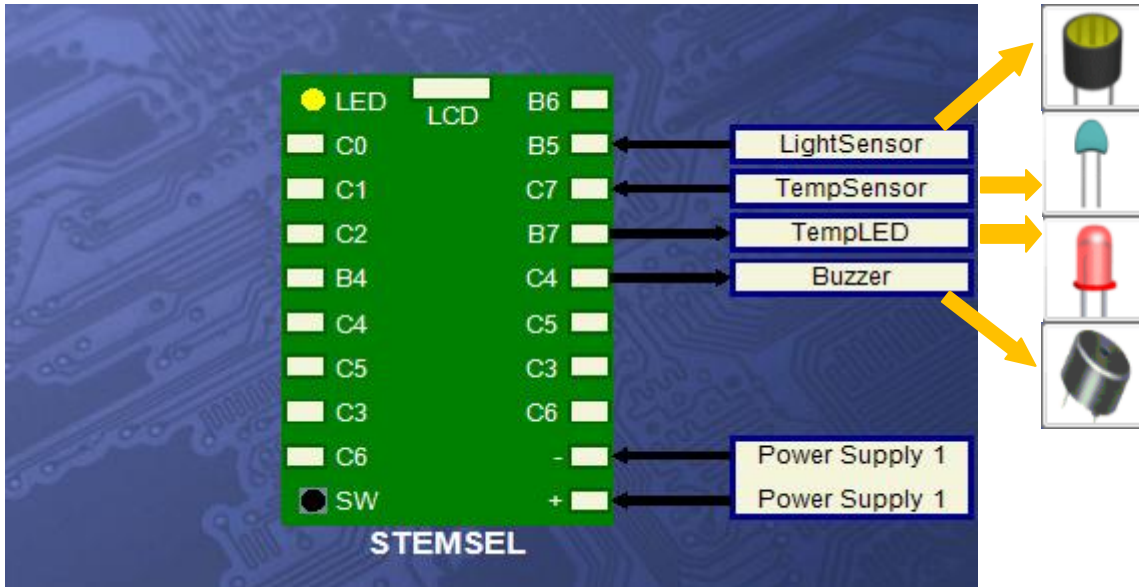 LED
LCD
B6
C0
B5
LightSensor
C1
C7
TempSensor
C2
B7
TempLED
B4
C4
Buzzer
C4
C5
C5
C3
C3
C6
C6
-
Power Supply 1
SW
+
Power Supply 1
STEMSEL